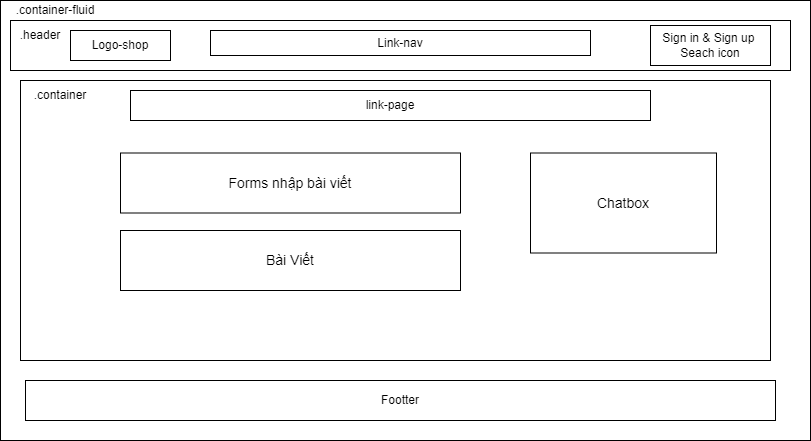 .container-fluid
.header
Logo-shop
Link-nav
Sign in & Sign up
Seach icon
.container
link-page
Forms nhập bài viết
Chatbox
Bài Viết
Footter